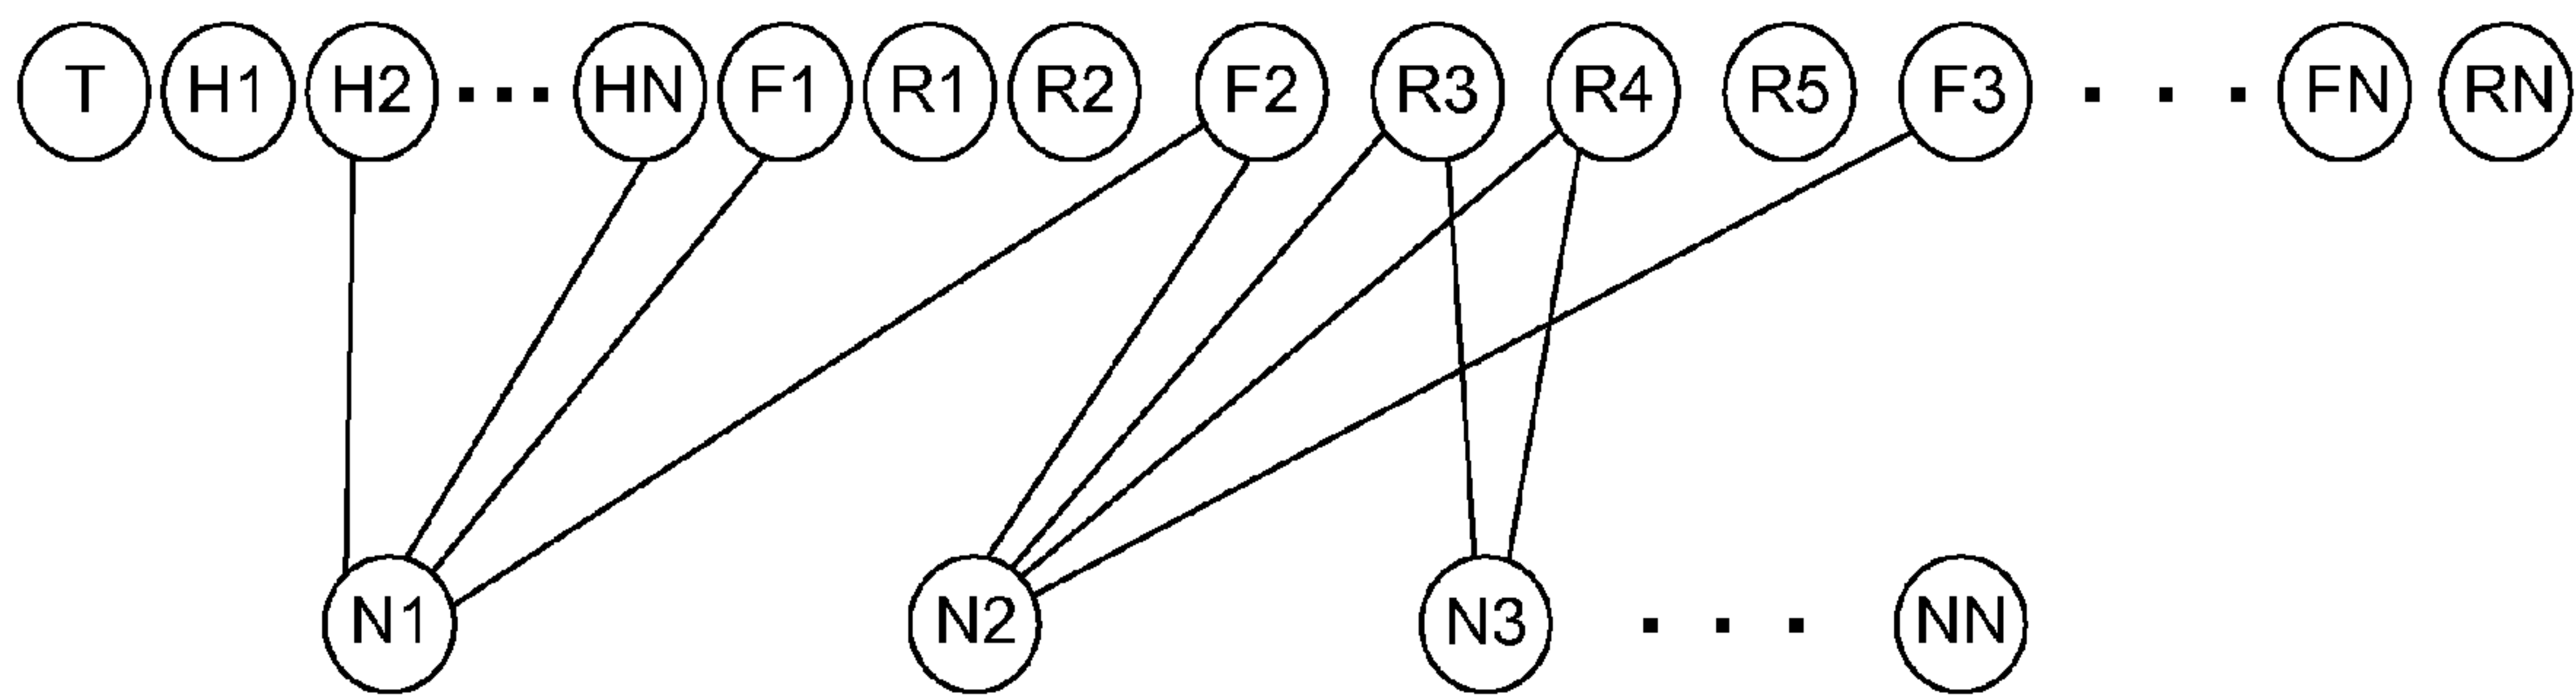 T H1 H2 ... HN F1 R1 R2 F2 R3 R4 R5 F3 . . . FN RN
N1 N2 N3 . . . NN